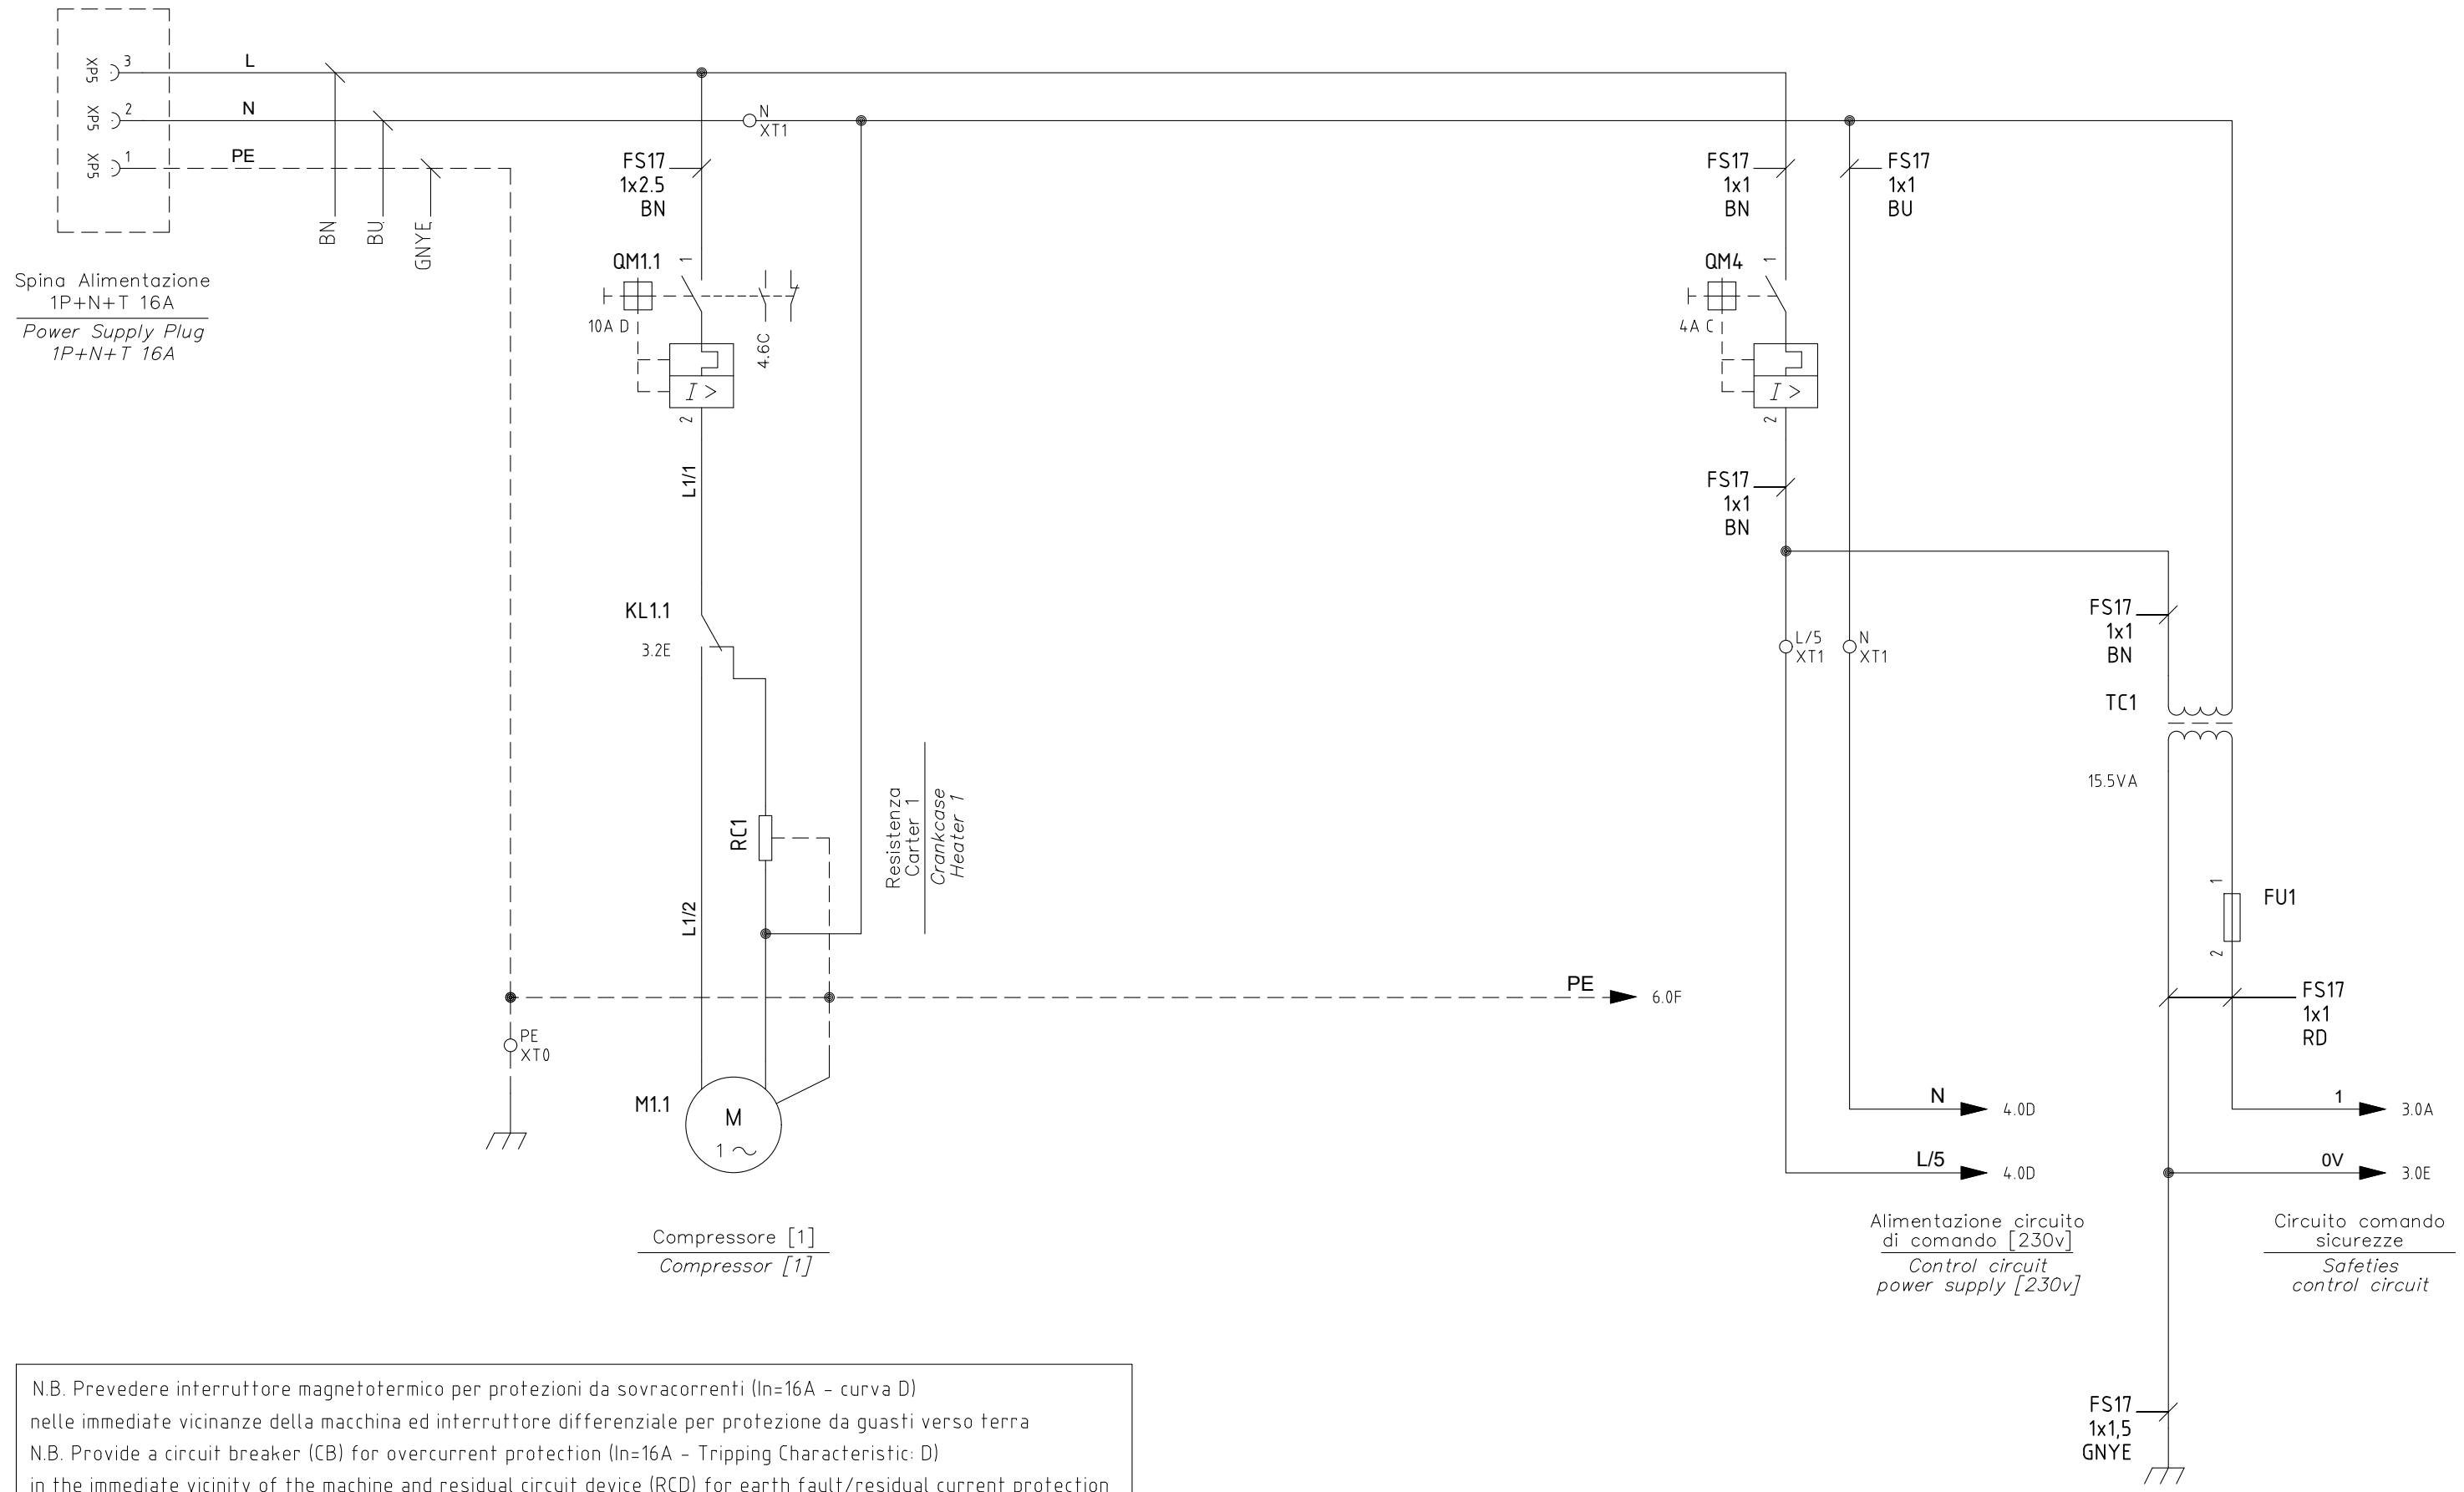 XP5 3
L
XP5 2
N
XP5 1
PE
BN
BU
GNYE
Spina Alimentazione
1P+N+T 16A
Power Supply Plug
1P+N+T 16A
N
XT1
FS17
1x2.5
BN
QM1.1
1
10A D
4.6C
I >
2
L1/1
KL1.1
3.2E
RC1
Resistenza
Carter 1
Crankcase
Heater 1
L1/2
PE
6.0F
PE
XT0
M1.1
M
1
Compressore [1]
Compressor [1]
FS17
1x1
BN
FS17
1x1
BU
QM4
1
4A C
I >
2
FS17
1x1
BN
L/5
XT1
N
XT1
FS17
1x1
BN
TC1
15.5VA
1
FU1
2
FS17
1x1
RD
N
4.0D
L/5
4.0D
1
3.0A
0V
3.0E
Alimentazione circuito
di comando [230v]
Control circuit
power supply [230v]
Circuito comando
sicurezze
Safeties
control circuit
FS17
1x1,5
GNYE
N.B. Prevedere interruttore magnetotermico per protezioni da sovracorrenti (In=16A - curva D)
nelle immediate vicinanze della macchina ed interruttore differenziale per protezione da guasti verso terra
N.B. Provide a circuit breaker (CB) for overcurrent protection (In=16A - Tripping Characteristic: D)
in the immediate vicinity of the machine and residual circuit device (RCD) for earth fault/residual current protection